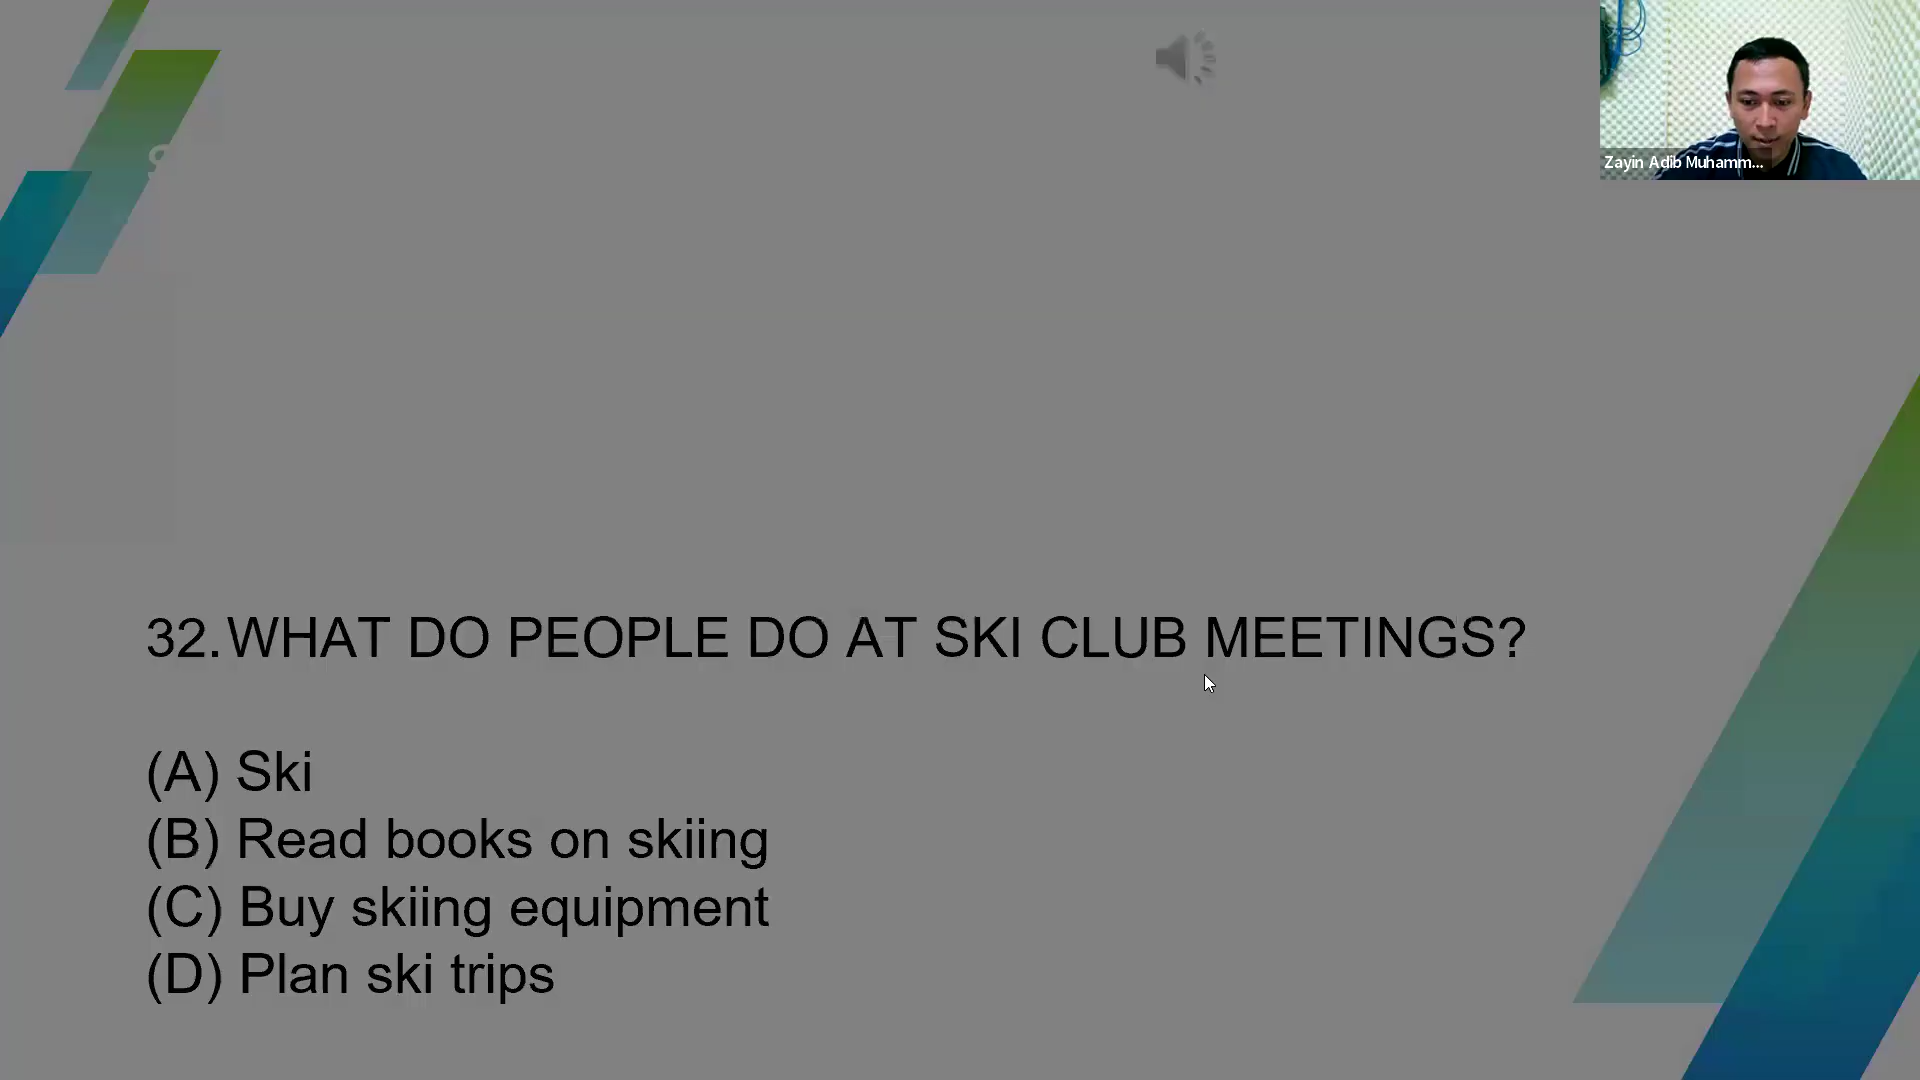 Zayin Adib Muhamm...
32. WHAT DO PEOPLE DO AT SKI CLUB MEETINGS?
(A) Ski
(B) Read books on skiing
(C) Buy skiing equipment
(D) Plan ski trips